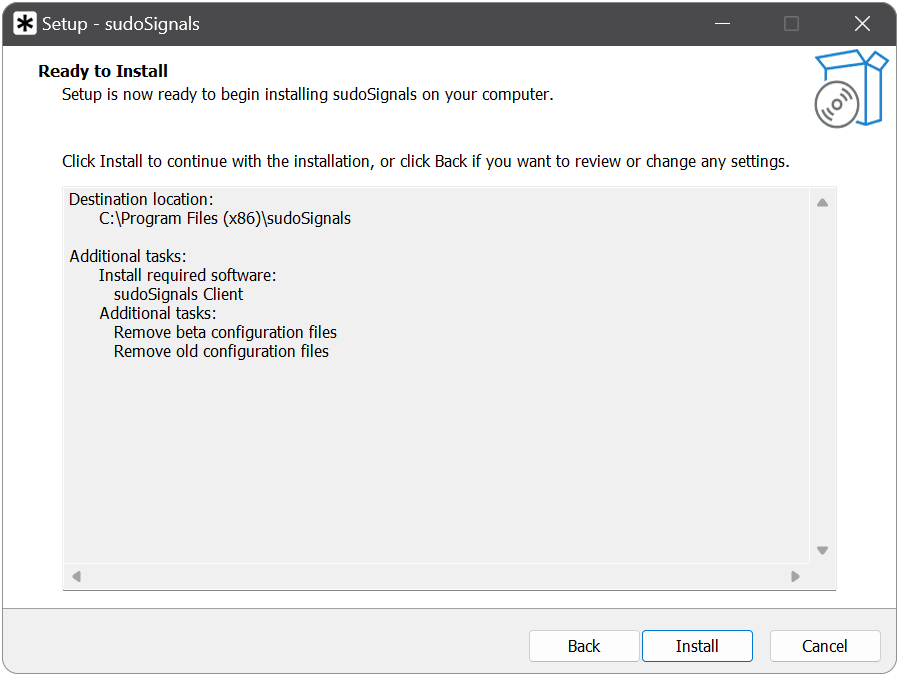 Setup - sudoSignals
Ready to Install
Setup is now ready to begin installing sudoSignals on your computer.
Click Install to continue with the installation, or click Back if you want to review or change any settings.
Destination location:
C:\Program Files (x86)\sudoSignals
Additional tasks:
Install required software:
sudoSignals Client
Additional tasks:
Remove beta configuration files
Remove old configuration files
Back
Install
Cancel